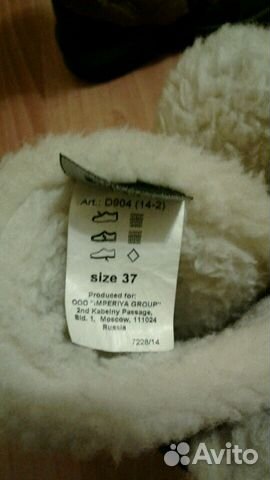 Art.: D904 (14-2)
size 37
Produced for:
OOO "IMPERIYA GROUP"
2nd Kabelny Passage,
Bld. 1, Moscow, 111024
Russia
7228/14
Avito